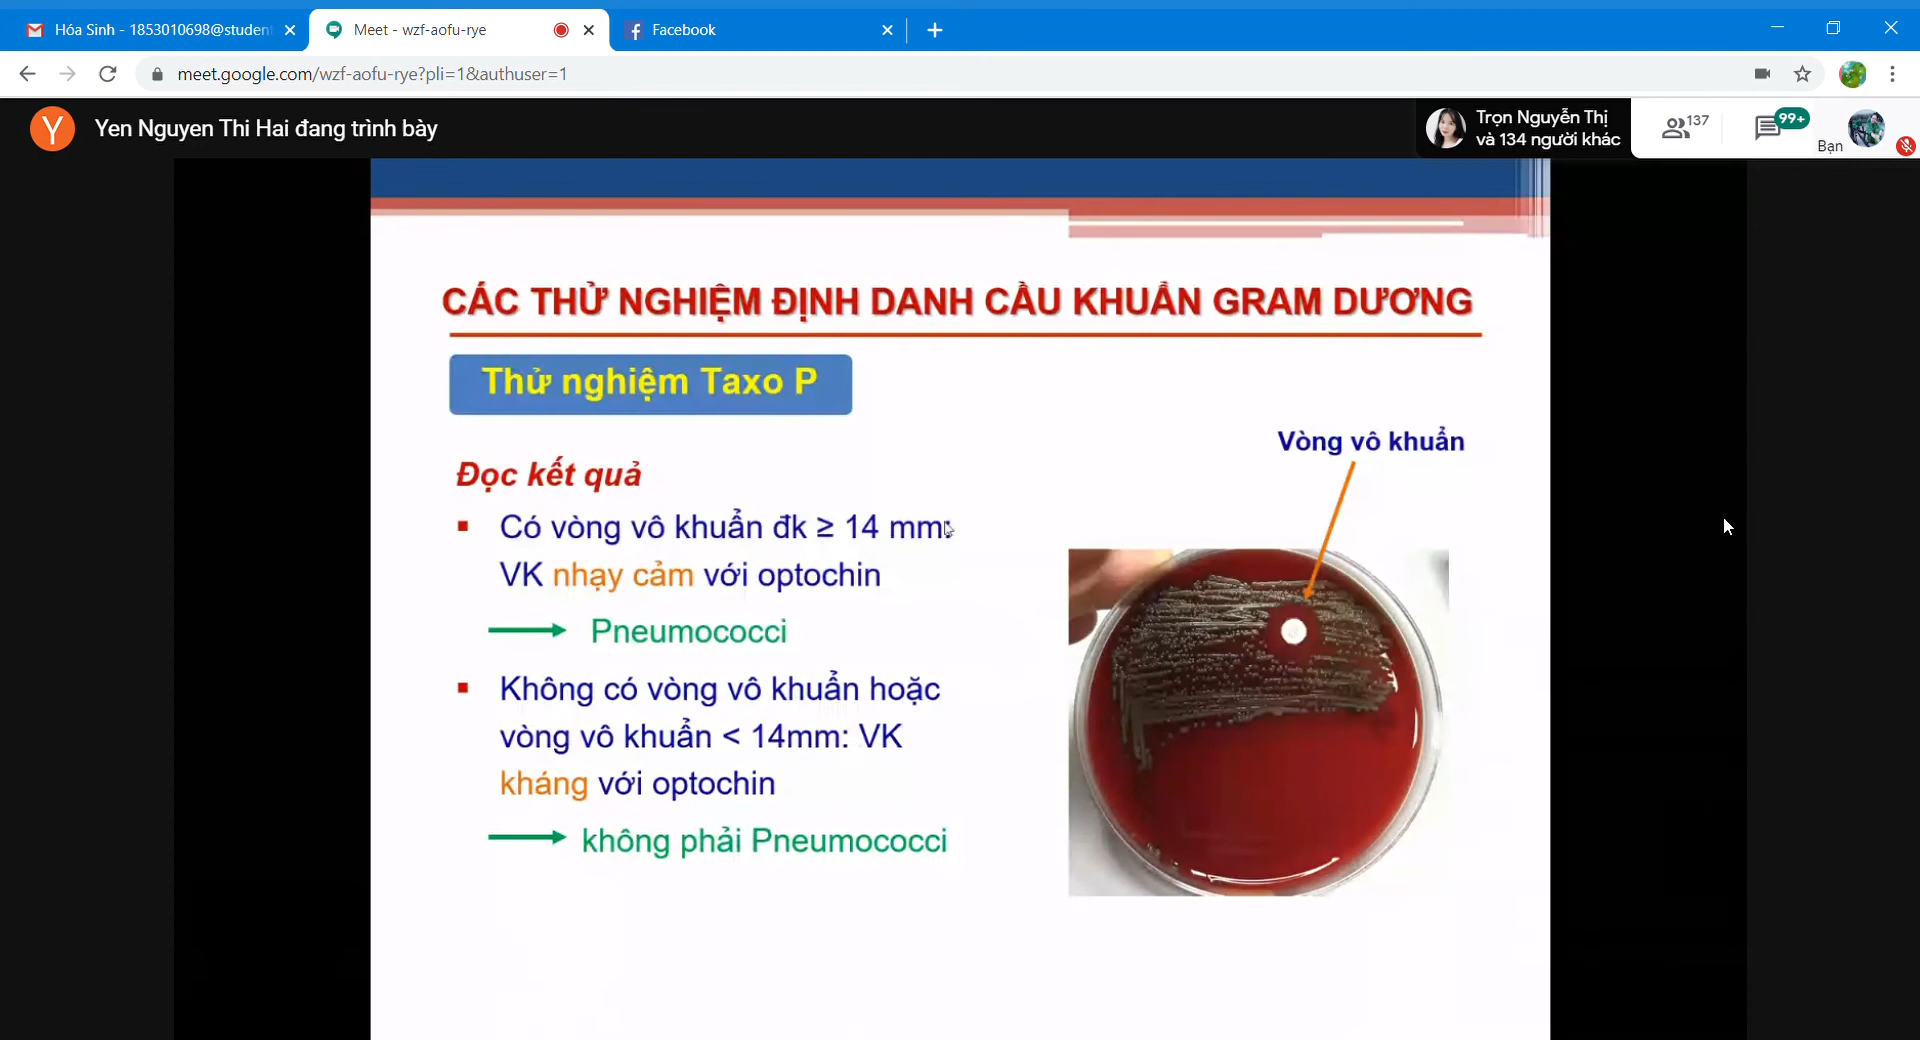 Hóa Sinh - 1853010698@student
Meet - wzf-aofu-rye
Facebook
meet.google.com/wzf-aofu-rye?pli=1&authuser=1
Y
Yen Nguyen Thi Hai đang trình bày
Trọn Nguyễn Thị
và 134 người khác
137
99+
Bạn
CÁC THỬ NGHIỆM ĐỊNH DANH CẦU KHUẨN GRAM DƯƠNG
Thử nghiệm Taxo P
Vòng vô khuẩn
Đọc kết quả
Có vòng vô khuẩn đk ≥ 14 mm:
VK nhạy cảm với optochin
Pneumococci
Không có vòng vô khuẩn hoặc
vòng vô khuẩn < 14mm: VK
kháng với optochin
không phải Pneumococci